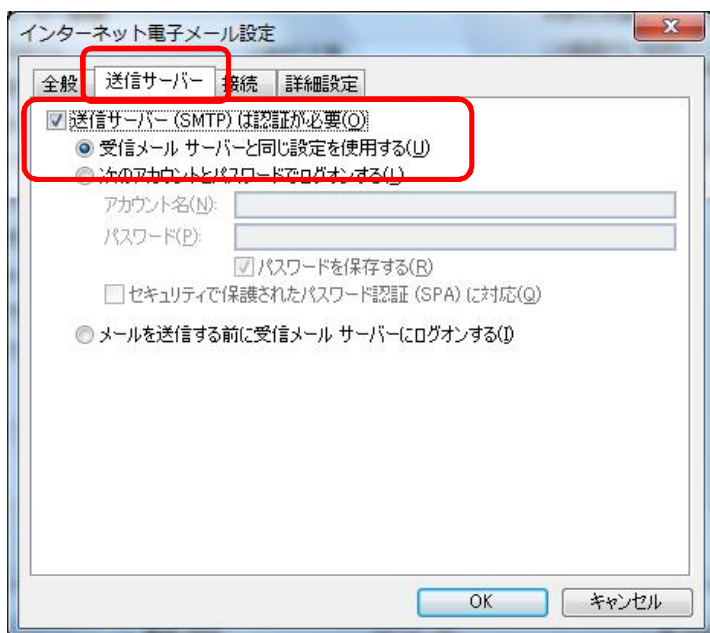 インターネット電子メール設定
全般 送信サーバー 接続 詳細設定
送信サーバー (SMTP) は認証が必要(O)
受信メール サーバーと同じ設定を使用する(U)
次のアカウントとパスワードでログオンする(L)
アカウント名(N):
パスワード(P):
パスワードを保存する(R)
セキュリティで保護されたパスワード認証 (SPA) に対応(Q)
メールを送信する前に受信メール サーバーにログオンする(I)
OK キャンセル